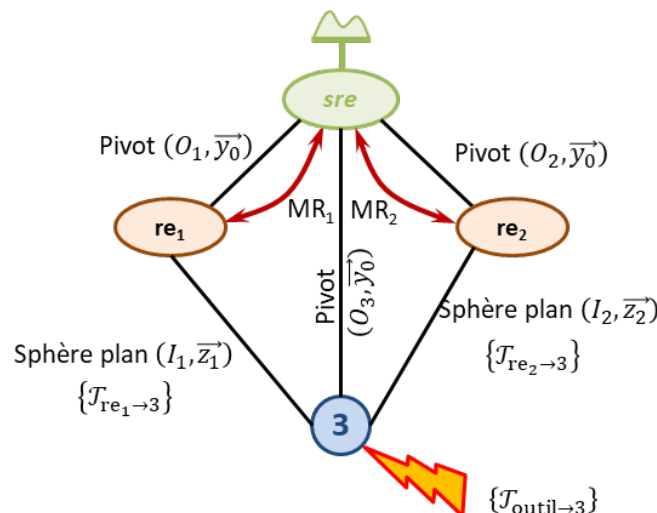 sre
Pivot (O₁, y₀⃗)
Pivot (O₂, y₀⃗)
MR₁
MR₂
re₁
re₂
Pivot
(O₃, y₀⃗)
Sphère plan (I₁, z₁⃗)
{𝒯re₁→3}
Sphère plan (I₂, z₂⃗)
{𝒯re₂→3}
3
{𝒯outil→3}